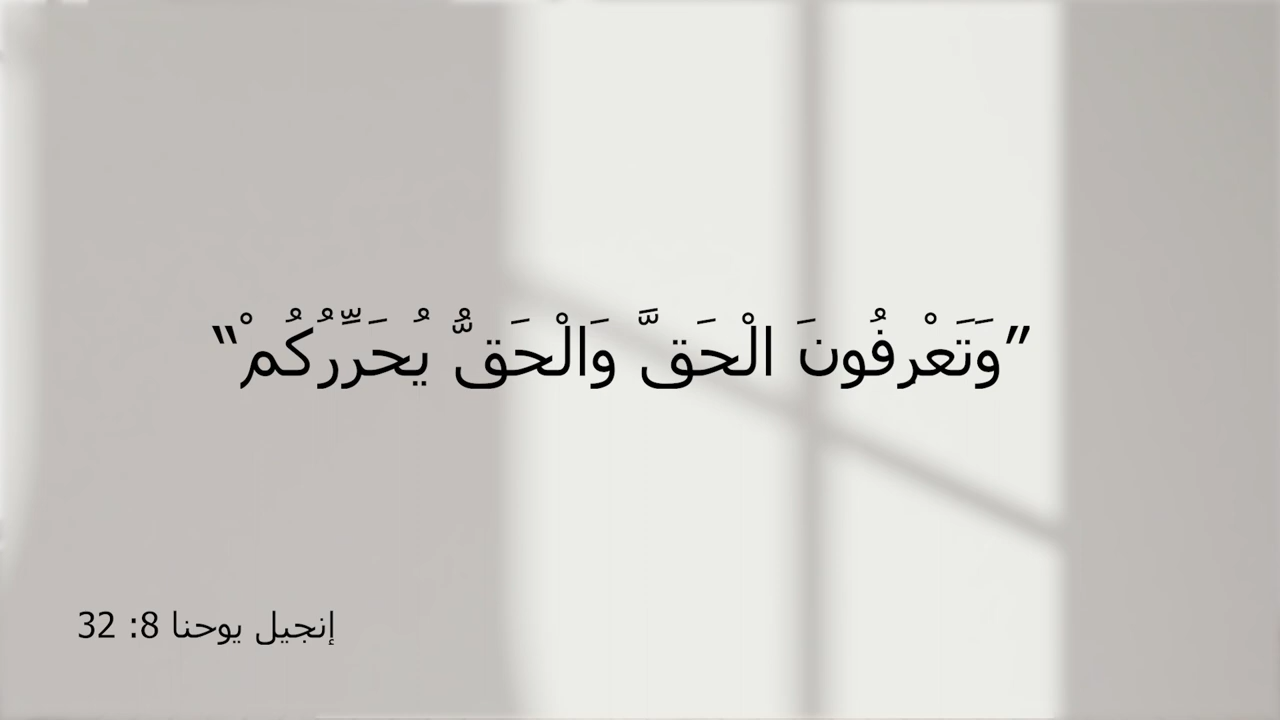 ”وَتَعْرِفُونَ الْحَقَّ وَالْحَقُّ يُحَرِّرُكُمْ“
إنجيل يوحنا 8: 32